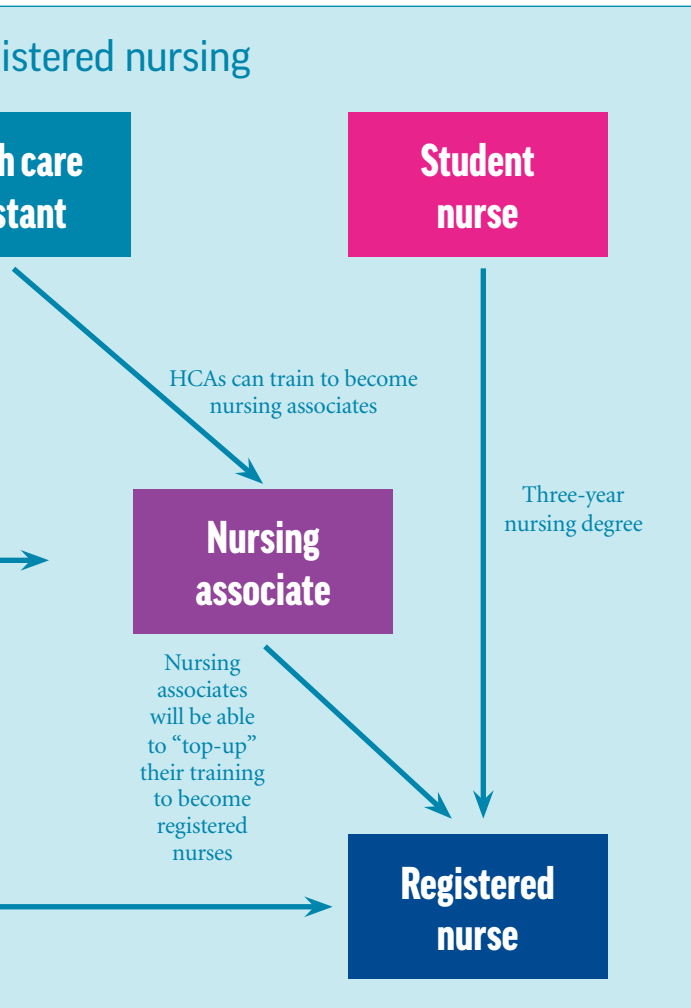 istered nursing
h care
stant
Student
nurse
HCAs can train to become
nursing associates
Three-year
nursing degree
Nursing
associate
Nursing
associates
will be able
to “top-up”
their training
to become
registered
nurses
Registered
nurse